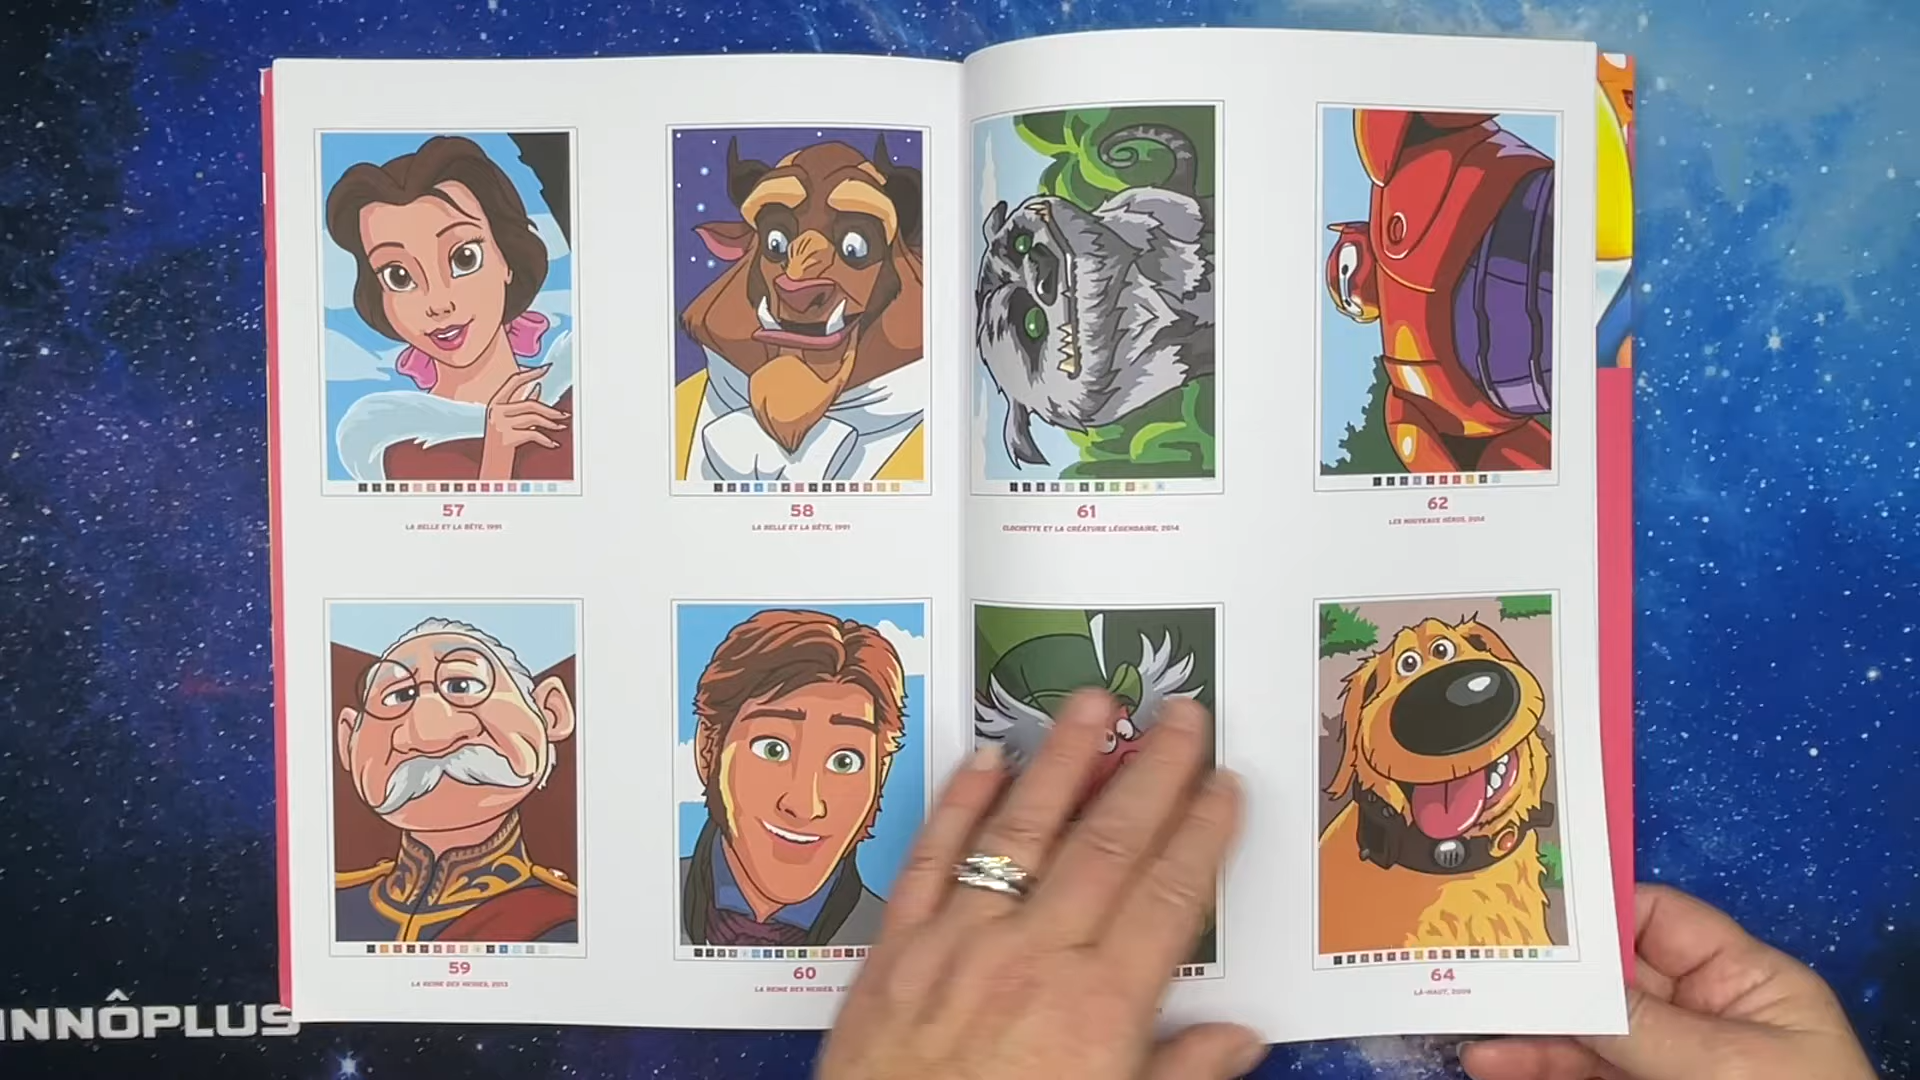 57
LA BELLE ET LA BÊTE, 1991
58
LA BELLE ET LA BÊTE, 1991
61
CLOCHETTE ET LA CRÉATURE LÉGENDAIRE, 2014
62
LES NOUVEAUX HÉROS, 2014
59
LA REINE DES NEIGES, 2013
60
LA REINE DES NEIGES,
64
LÀ-HAUT, 2009
INNÔPLUS